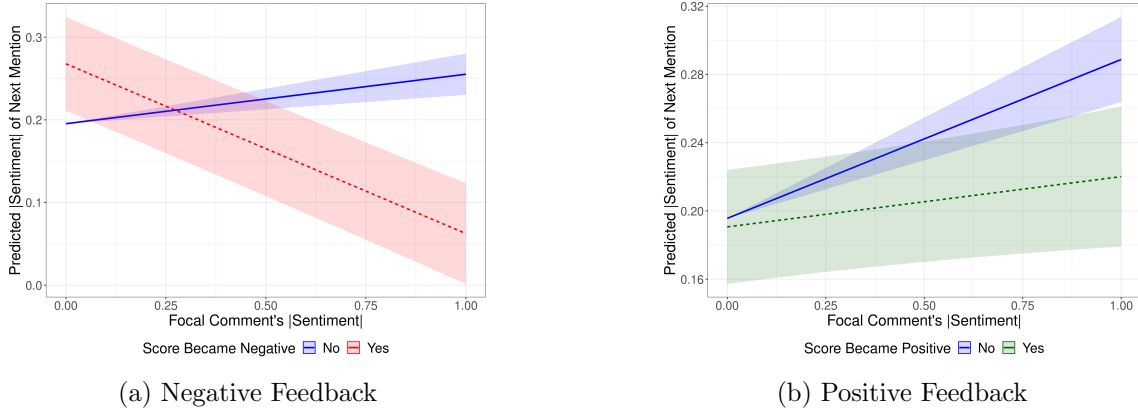 Predicted |Sentiment| of Next Mention
0.3
0.2
0.1
0.0
0.00 0.25 0.50 0.75 1.00
Focal Comment's |Sentiment|
Score Became Negative No Yes
(a) Negative Feedback
Predicted |Sentiment| of Next Mention
0.32
0.28
0.24
0.20
0.16
0.00 0.25 0.50 0.75 1.00
Focal Comment's |Sentiment|
Score Became Positive No Yes
(b) Positive Feedback